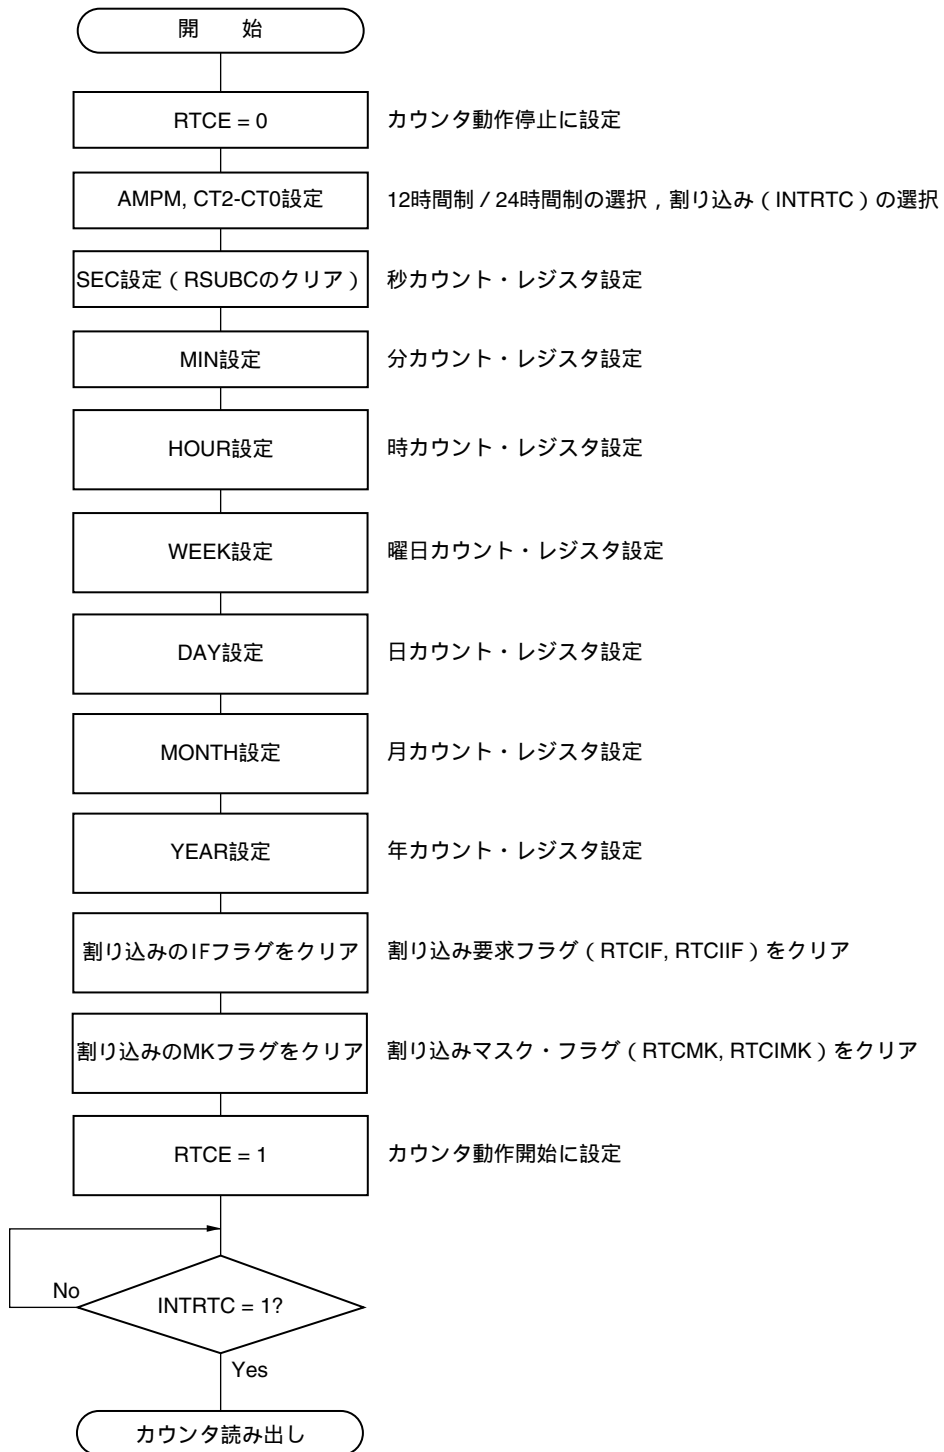 開 始
RTCE = 0
カウンタ動作停止に設定
AMPM, CT2-CT0設定
12時間制 / 24時間制の選択 , 割り込み ( INTRTC ) の選択
SEC設定 ( RSUBCのクリア )
秒カウント・レジスタ設定
MIN設定
分カウント・レジスタ設定
HOUR設定
時カウント・レジスタ設定
WEEK設定
曜日カウント・レジスタ設定
DAY設定
日カウント・レジスタ設定
MONTH設定
月カウント・レジスタ設定
YEAR設定
年カウント・レジスタ設定
割り込みのIFフラグをクリア
割り込み要求フラグ ( RTCIF, RTCIIF ) をクリア
割り込みのMKフラグをクリア
割り込みマスク・フラグ ( RTCMK, RTCIMK ) をクリア
RTCE = 1
カウンタ動作開始に設定
No
INTRTC = 1?
Yes
カウンタ読み出し